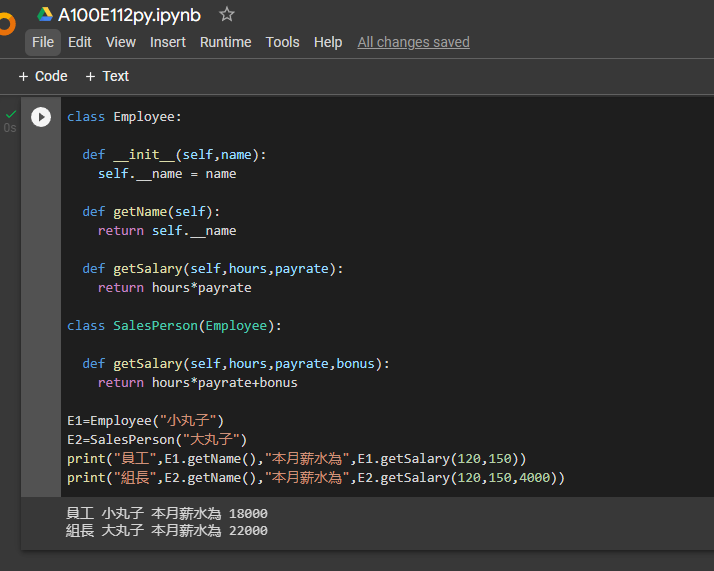 A100E112py.ipynb
File Edit View Insert Runtime Tools Help All changes saved
+ Code + Text
0s
class Employee:
  def __init__(self,name):
    self.__name = name
  def getName(self):
    return self.__name
  def getSalary(self,hours,payrate):
    return hours*payrate
class SalesPerson(Employee):
  def getSalary(self,hours,payrate,bonus):
    return hours*payrate+bonus
E1=Employee("小丸子")
E2=SalesPerson("大丸子")
print("員工",E1.getName(),"本月薪水為",E1.getSalary(120,150))
print("組長",E2.getName(),"本月薪水為",E2.getSalary(120,150,4000))
員工 小丸子 本月薪水為 18000
組長 大丸子 本月薪水為 22000